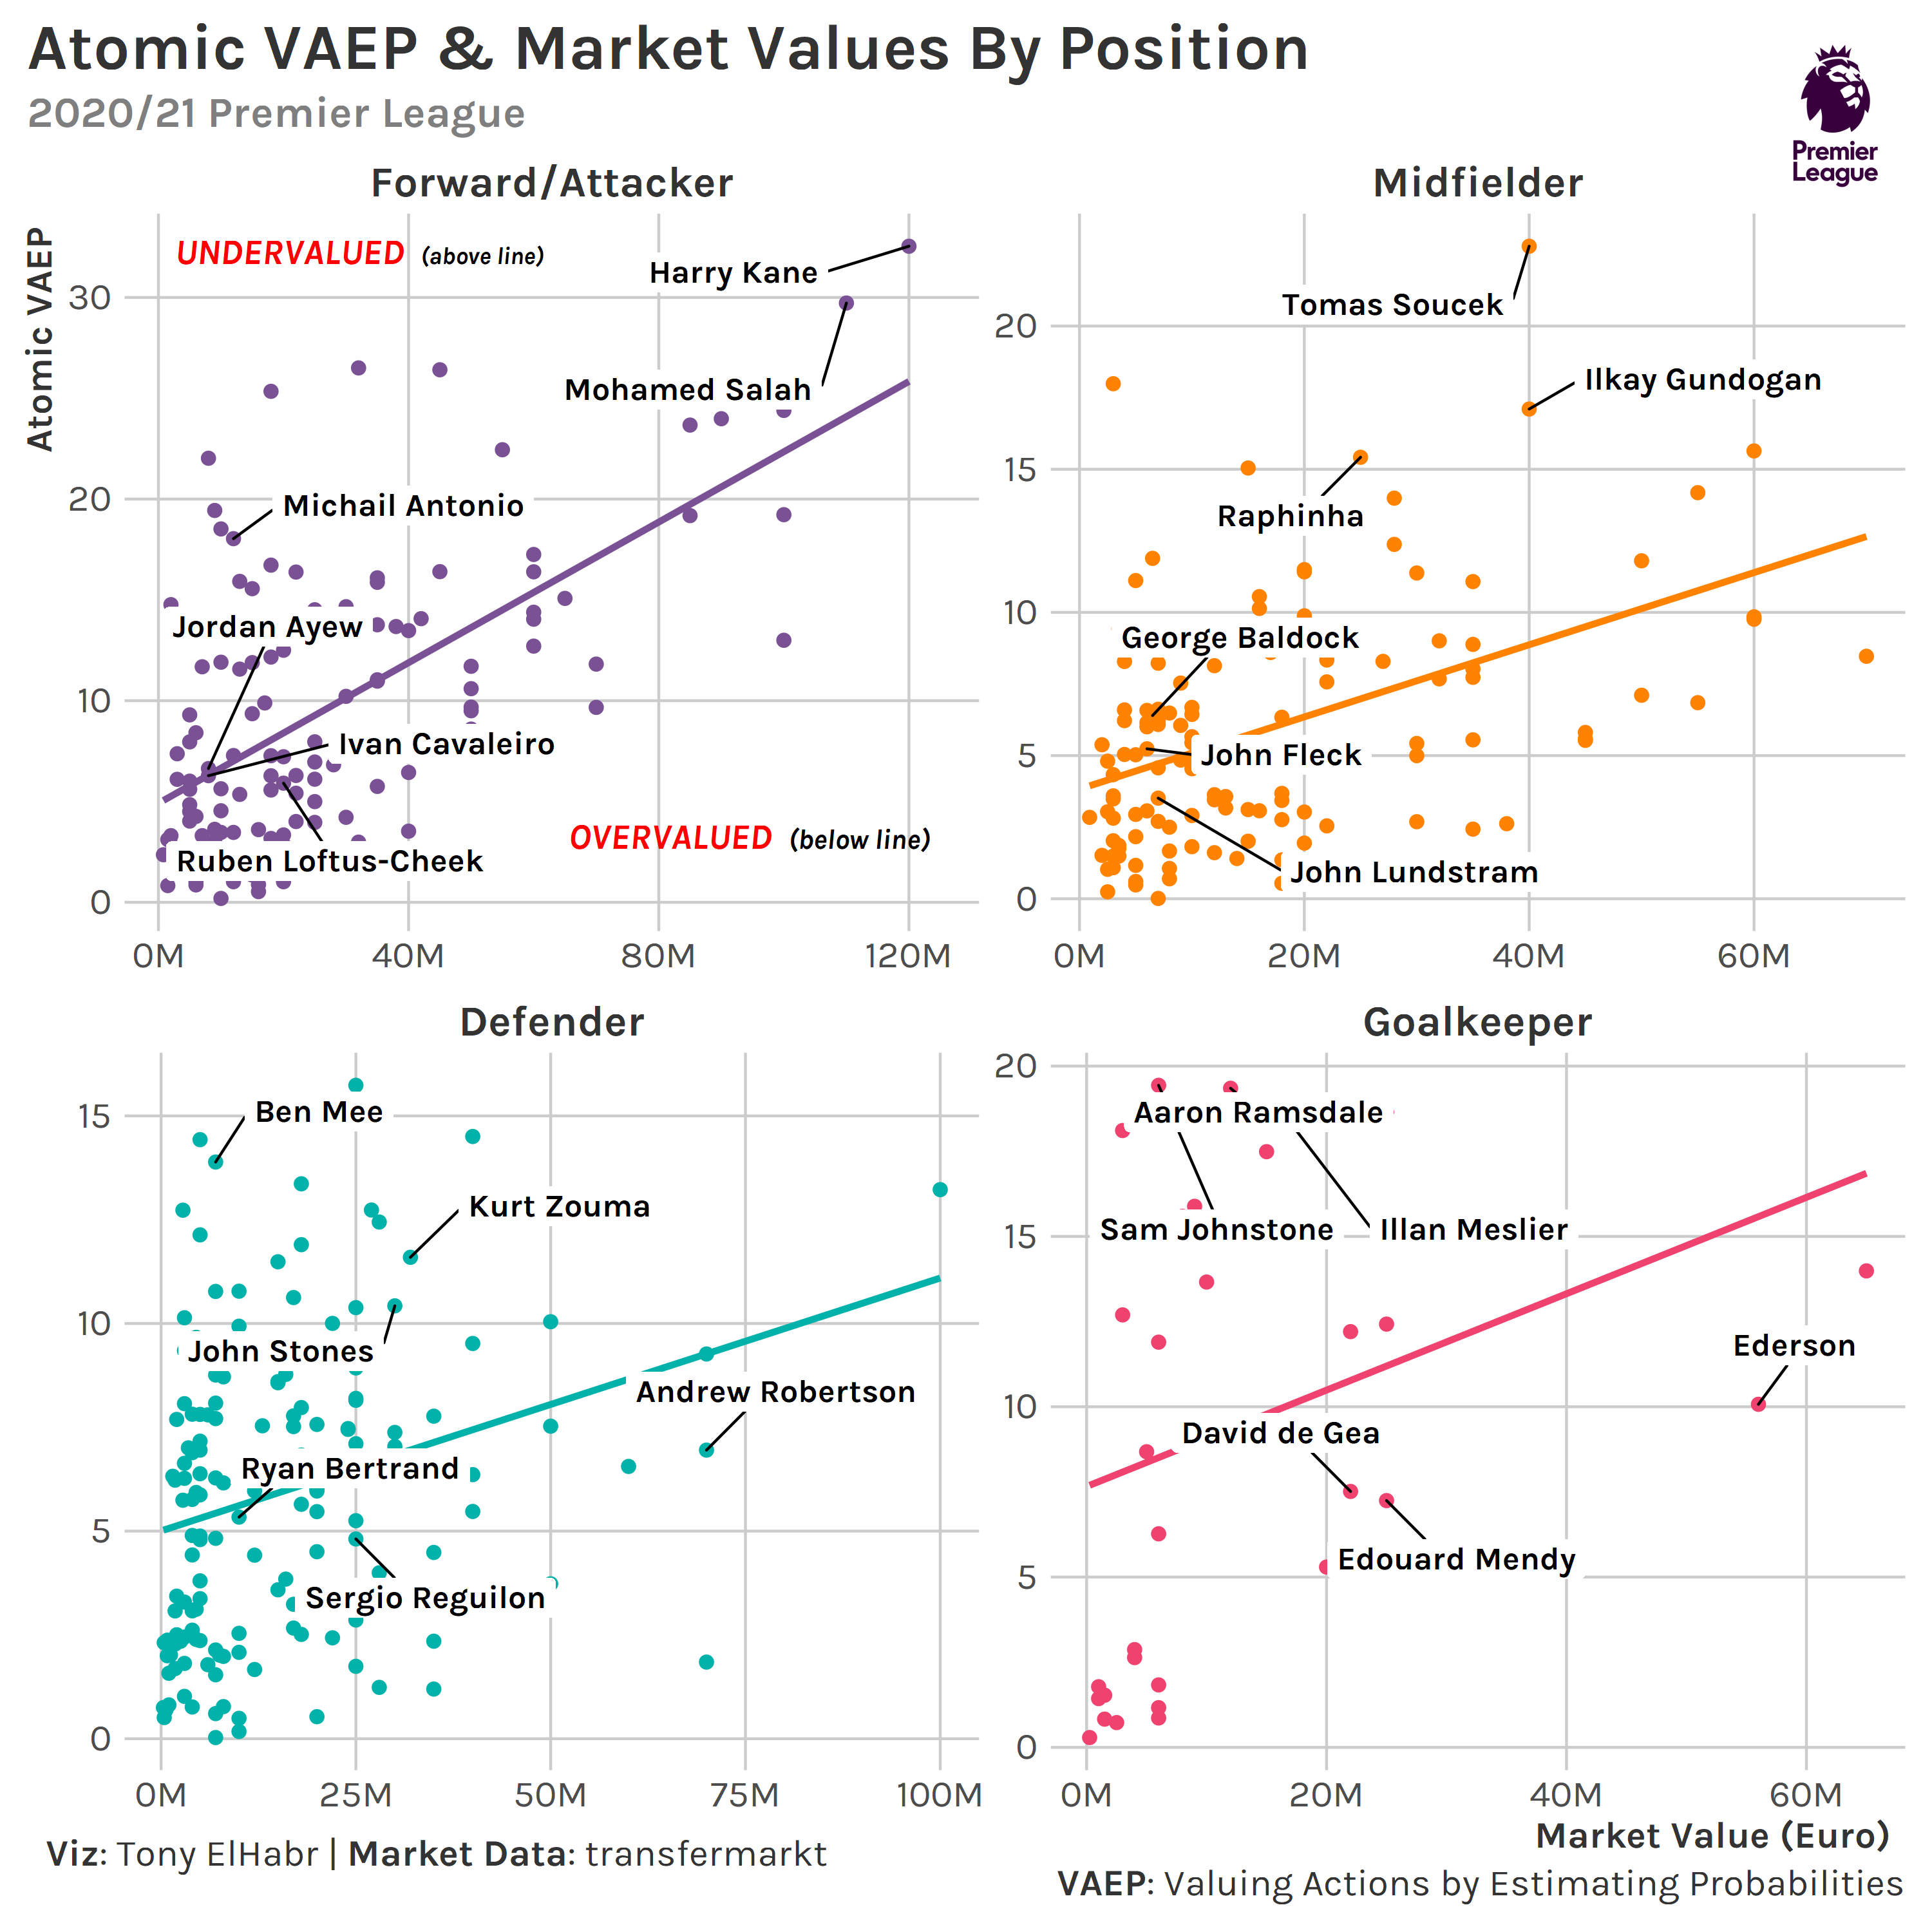 Atomic VAEP & Market Values By Position
2020/21 Premier League
Premier
League
Forward/Attacker
Atomic VAEP
UNDERVALUED (above line)
Harry Kane
30
Mohamed Salah
20
Michail Antonio
Jordan Ayew
10
Ivan Cavaleiro
OVERVALUED (below line)
Ruben Loftus-Cheek
0
0M 40M 80M 120M
Midfielder
Tomas Soucek
20
Ilkay Gundogan
15
Raphinha
10
George Baldock
5
John Fleck
John Lundstram
0
0M 20M 40M 60M
Defender
15
Ben Mee
Kurt Zouma
10
John Stones
Andrew Robertson
Ryan Bertrand
5
Sergio Reguilon
0
0M 25M 50M 75M 100M
Goalkeeper
20
Aaron Ramsdale
15
Sam Johnstone
Illan Meslier
Ederson
10
David de Gea
Edouard Mendy
5
0
0M 20M 40M 60M
Market Value (Euro)
Viz: Tony ElHabr | Market Data: transfermarkt
VAEP: Valuing Actions by Estimating Probabilities